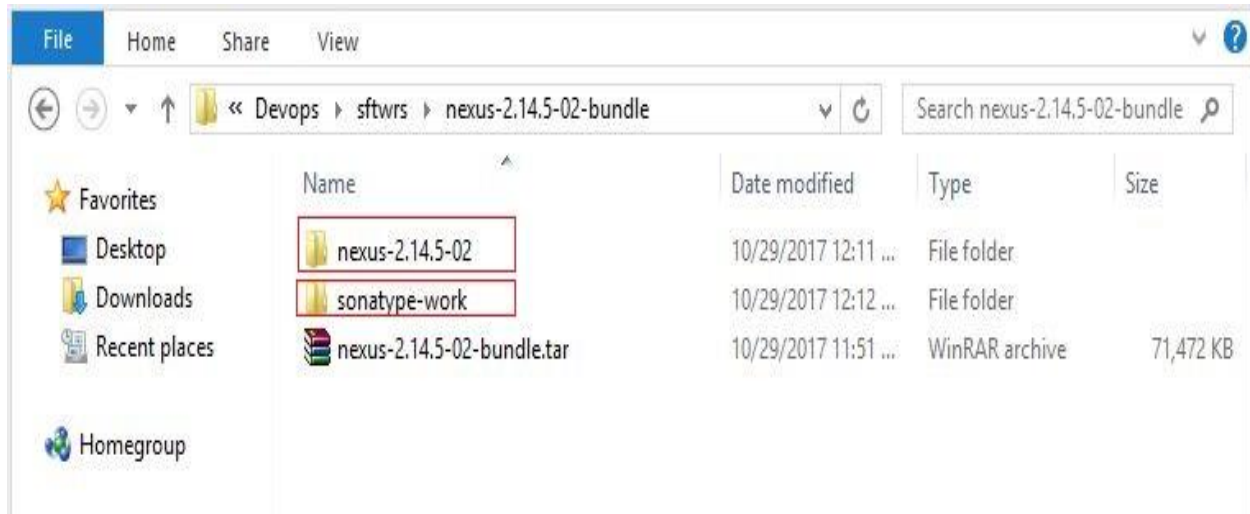 File Home Share View
« Devops sftwrs nexus-2.14.5-02-bundle Search nexus-2.14.5-02-bundle
Favorites
Desktop
Downloads
Recent places
Homegroup
Name Date modified Type Size
nexus-2.14.5-02 10/29/2017 12:11 ... File folder
sonatype-work 10/29/2017 12:12 ... File folder
nexus-2.14.5-02-bundle.tar 10/29/2017 11:51 ... WinRAR archive 71,472 KB